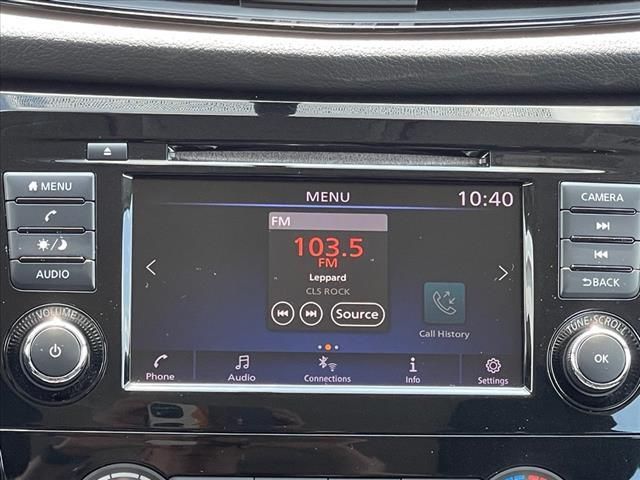 MENU
10:40
MENU
AUDIO
VOLUME
FM
103.5
FM
Leppard
CLS ROCK
Source
Call History
Phone
Audio
Connections
Info
Settings
CAMERA
BACK
TUNE·SCROLL
OK